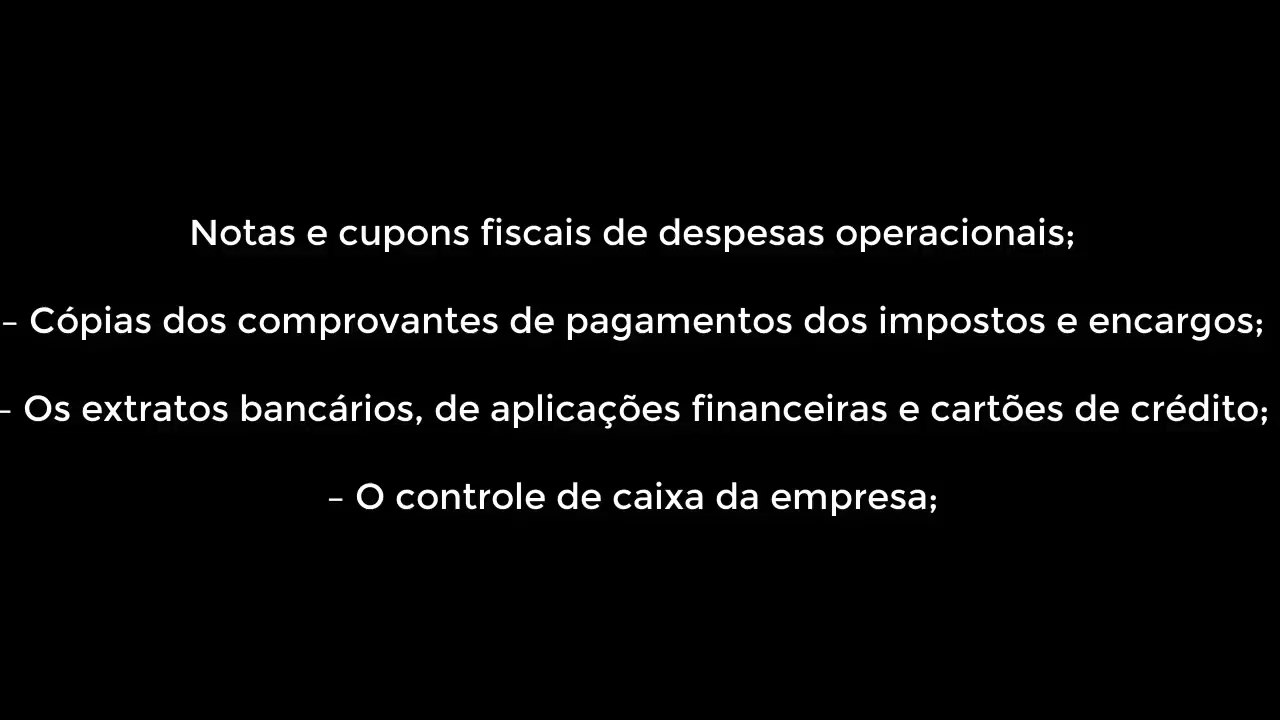 Notas e cupons fiscais de despesas operacionais;
– Cópias dos comprovantes de pagamentos dos impostos e encargos;
– Os extratos bancários, de aplicações financeiras e cartões de crédito;
– O controle de caixa da empresa;